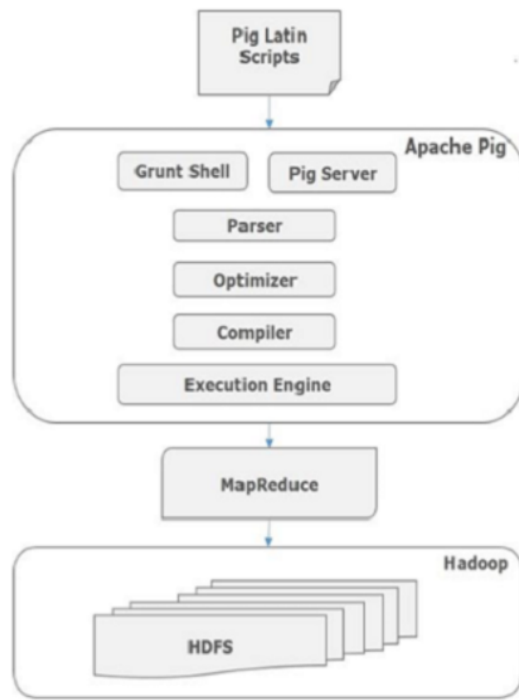 Pig Latin
Scripts
Apache Pig
Grunt Shell
Pig Server
Parser
Optimizer
Compiler
Execution Engine
MapReduce
Hadoop
HDFS